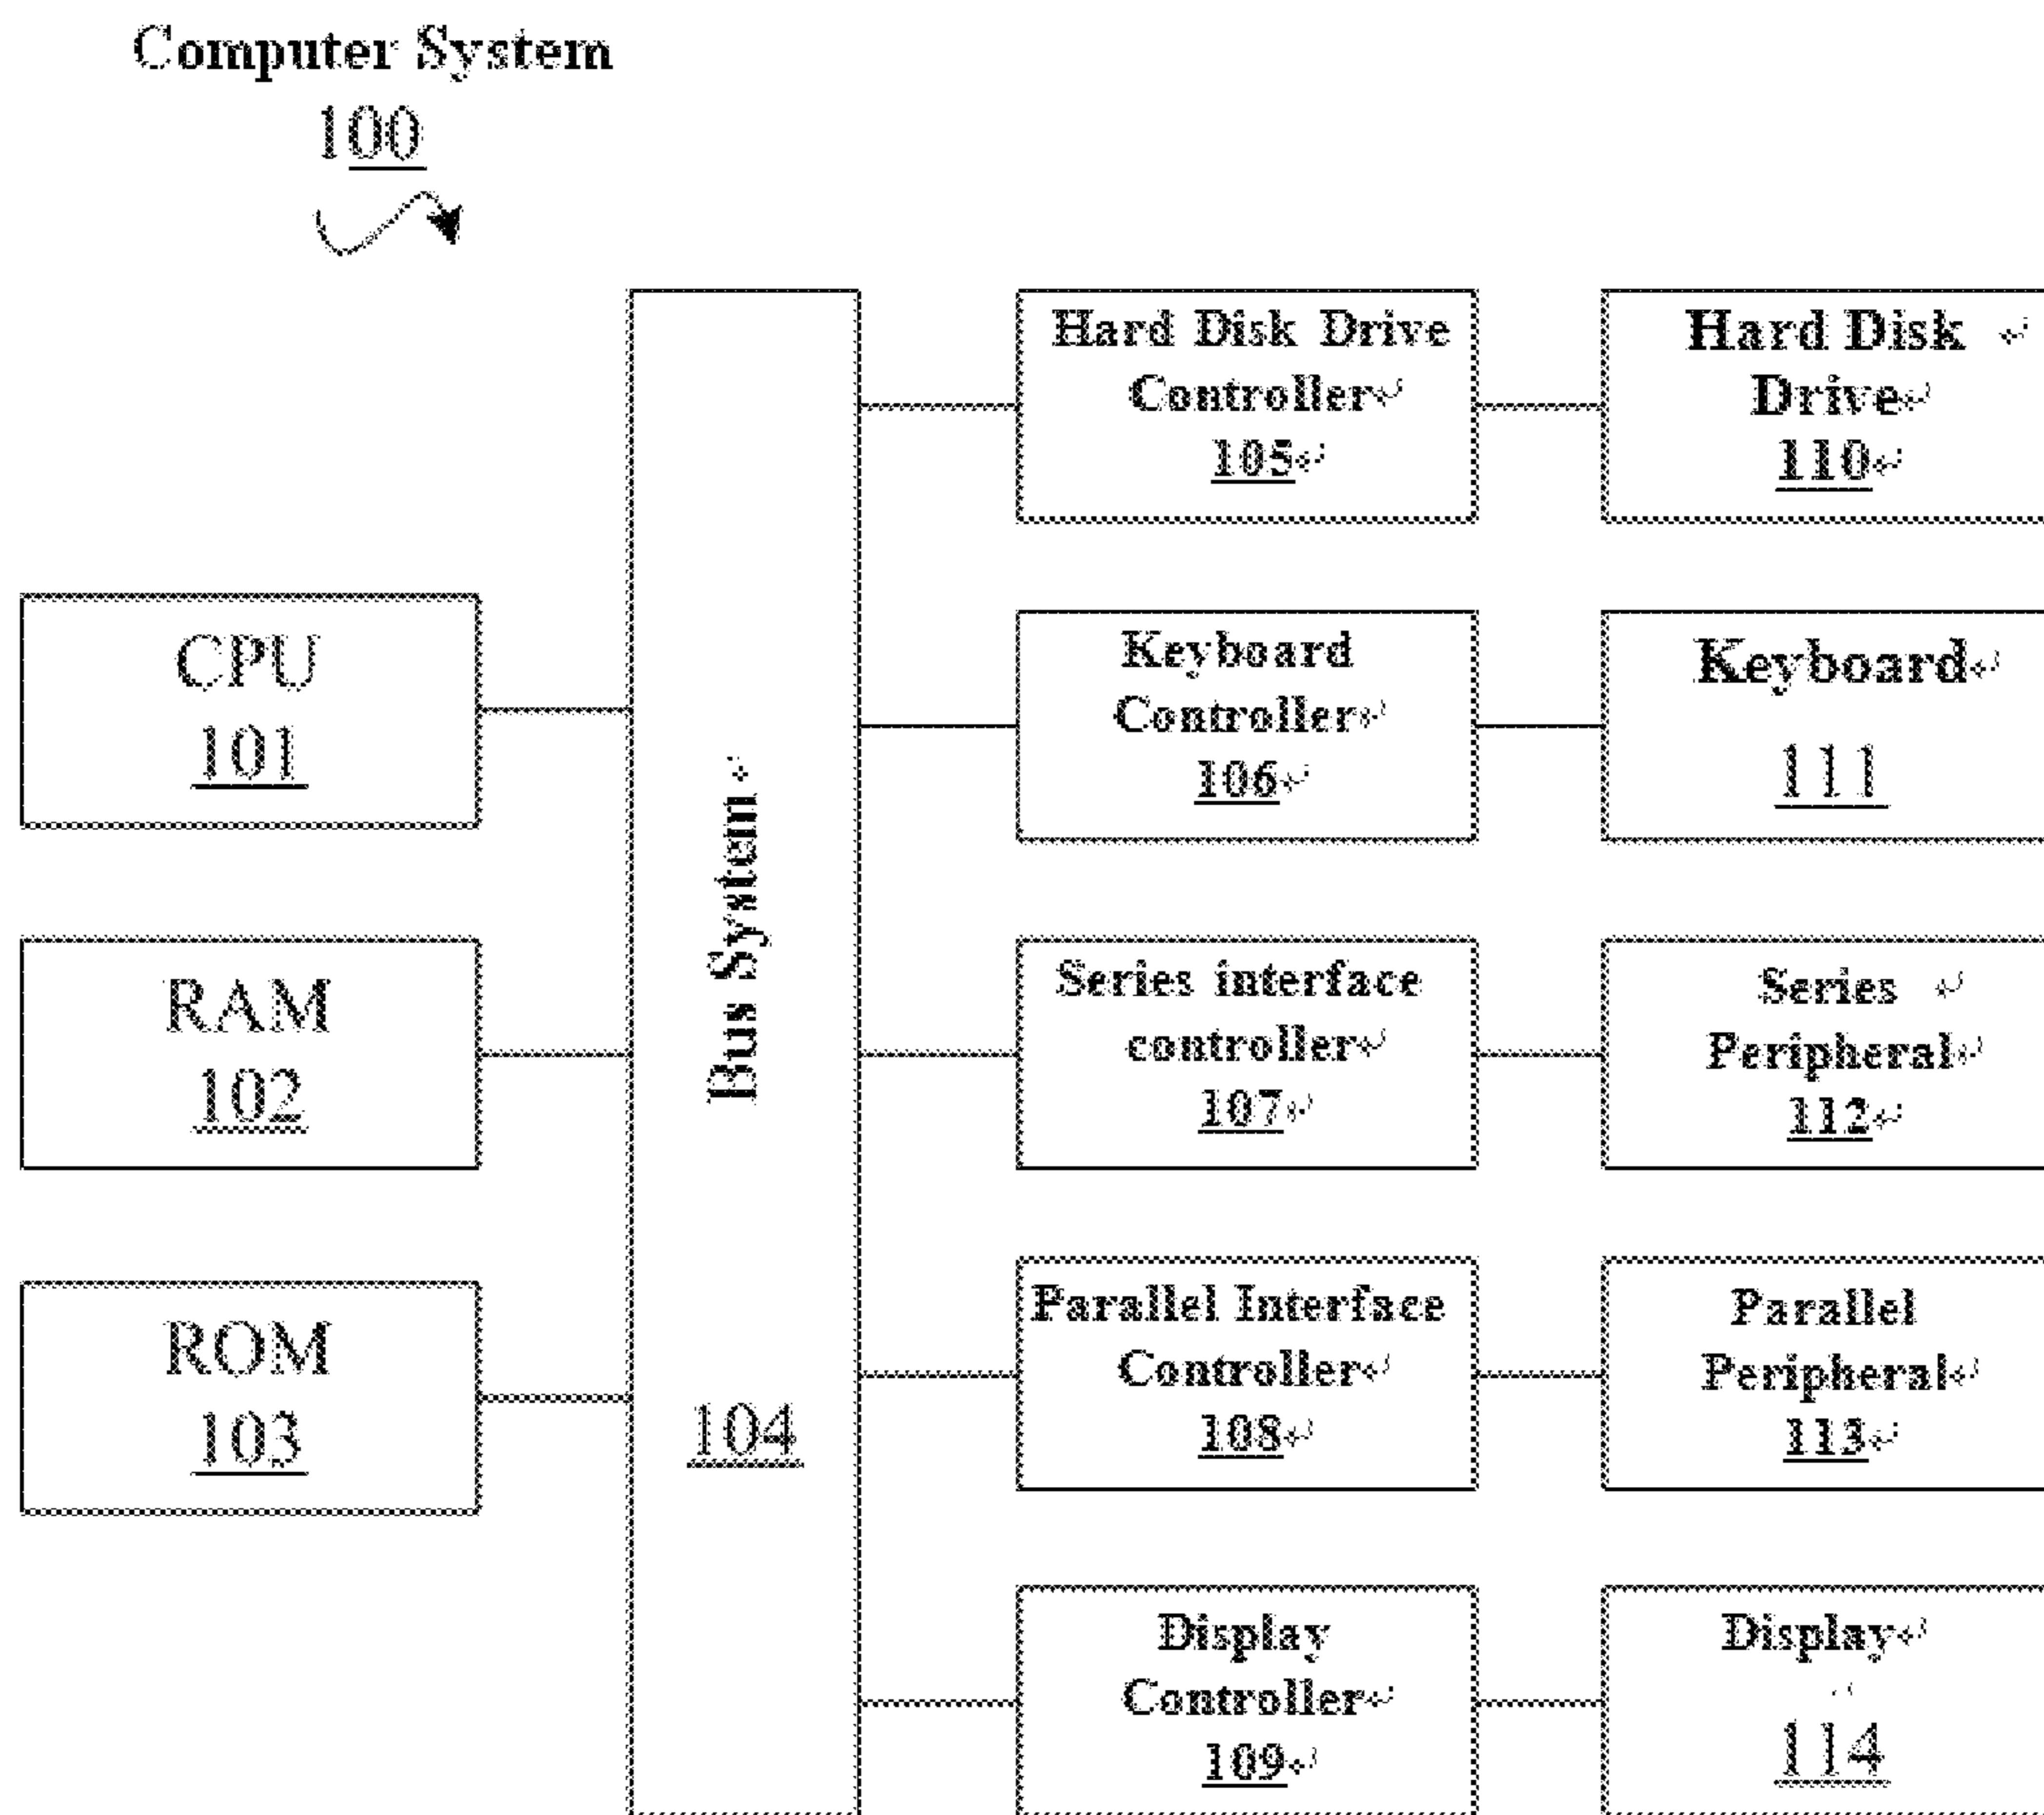 Computer System
100
CPU
101
RAM
102
ROM
103
Bus System
104
Hard Disk Drive
Controller
105
Keyboard
Controller
106
Series interface
controller
107
Parallel Interface
Controller
108
Display
Controller
109
Hard Disk
Drive
110
Keyboard
111
Series
Peripheral
112
Parallel
Peripheral
113
Display
114